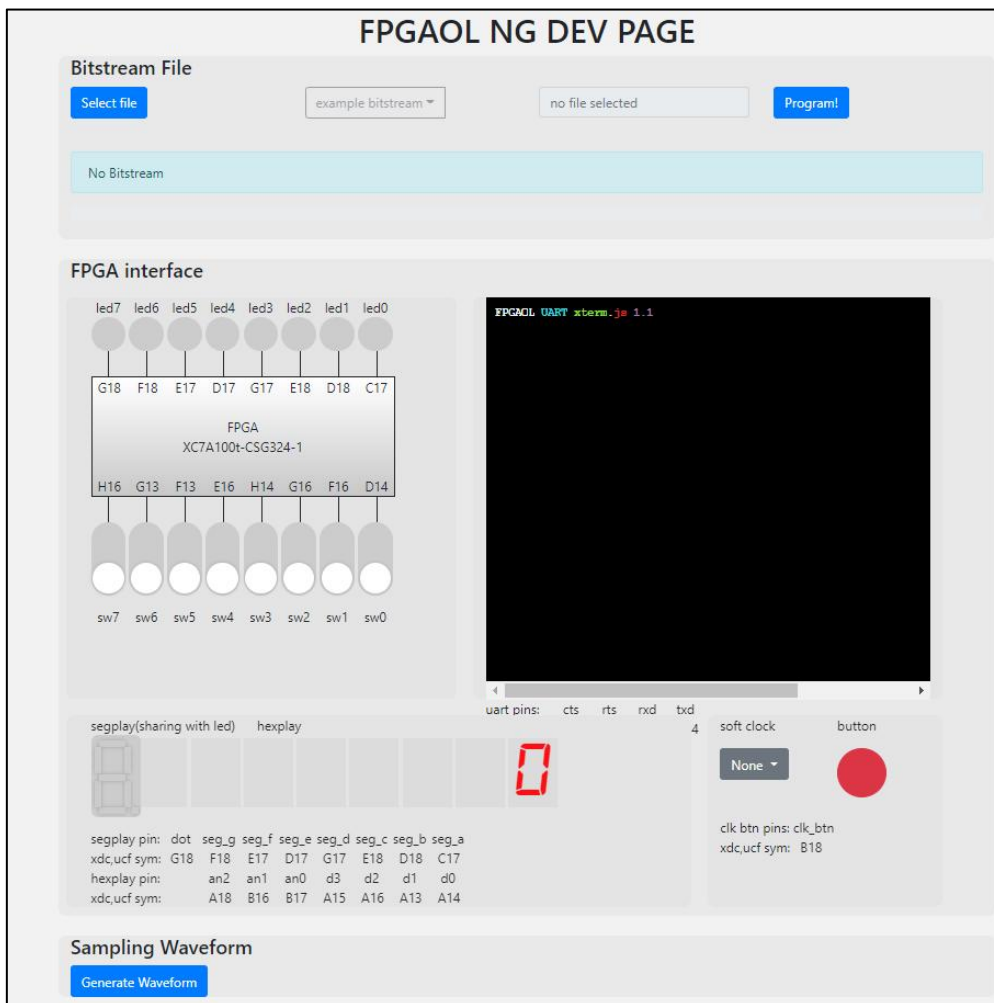 FPGAOL NG DEV PAGE
Bitstream File
Select file example bitstream no file selected Program!
No Bitstream
FPGA interface
led7 led6 led5 led4 led3 led2 led1 led0
G18 F18 E17 D17 G17 E18 D18 C17
FPGA
XC7A100t-CSG324-1
H16 G13 F13 E16 H14 G16 F16 D14
sw7 sw6 sw5 sw4 sw3 sw2 sw1 sw0
FPGAOL UART xterm.js 1.1
uart pins: cts rts rxd txd
4
segplay(sharing with led) hexplay
0
segplay pin: dot seg_g seg_f seg_e seg_d seg_c seg_b seg_a
xdc,ucf sym: G18 F18 E17 D17 G17 E18 D18 C17
hexplay pin: an2 an1 an0 d3 d2 d1 d0
xdc,ucf sym: A18 B16 B17 A15 A16 A13 A14
soft clock button
None
clk btn pins: clk_btn
xdc,ucf sym: B18
Sampling Waveform
Generate Waveform